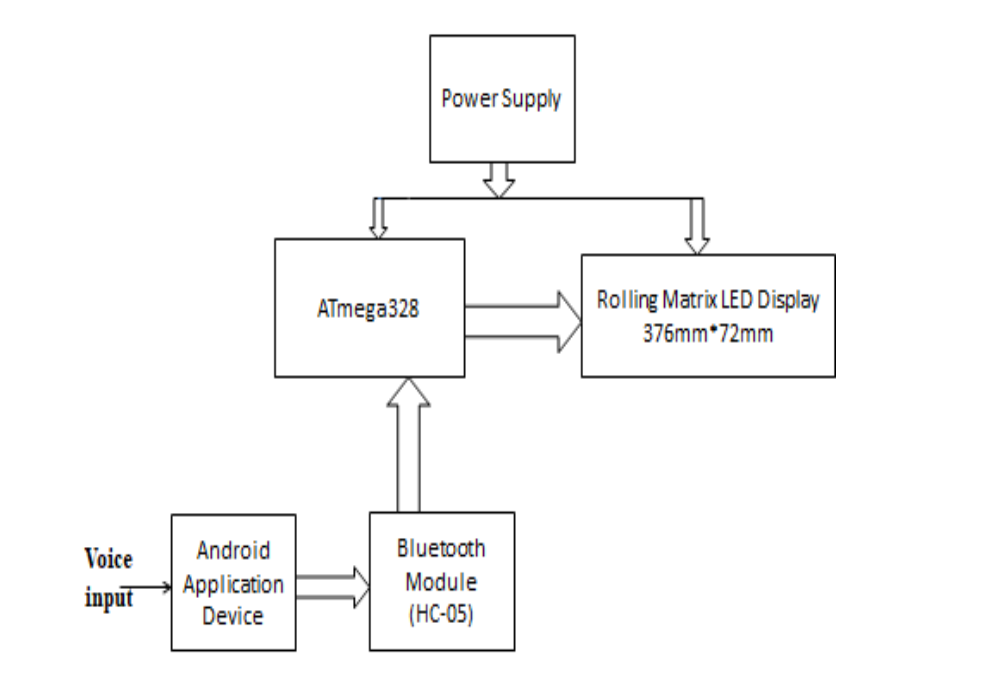 Power Supply
ATmega328
Rolling Matrix LED Display
376mm*72mm
Voice
input
Android
Application
Device
Bluetooth
Module
(HC-05)